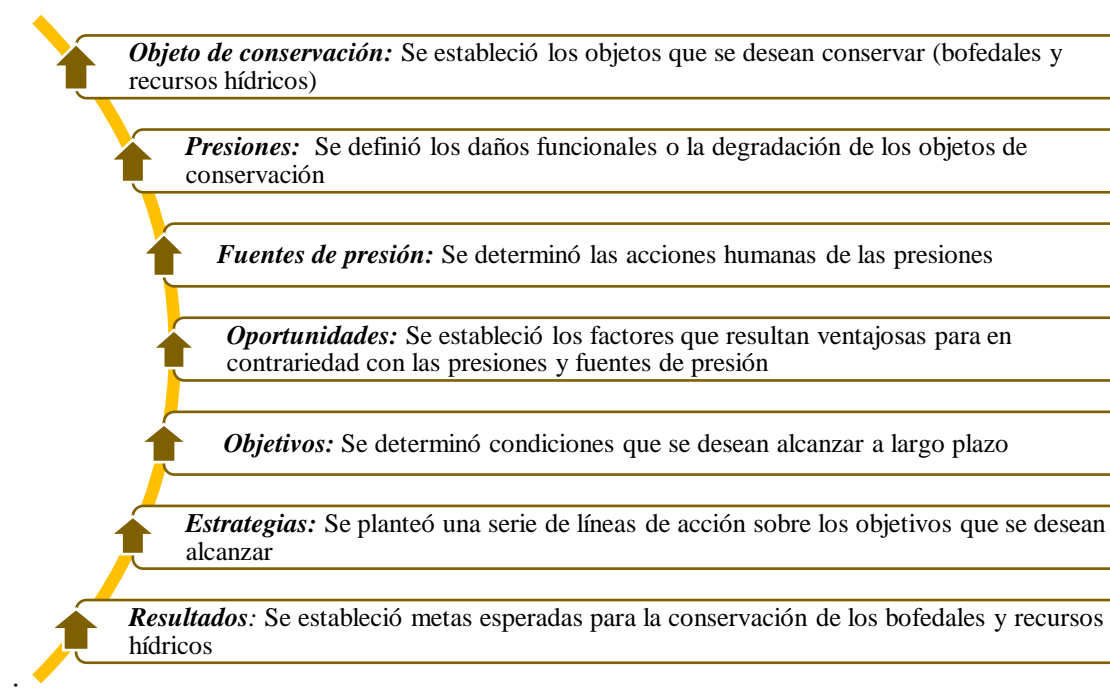 Objeto de conservación: Se estableció los objetos que se desean conservar (bofedales y
recursos hídricos)
Presiones: Se definió los daños funcionales o la degradación de los objetos de
conservación
Fuentes de presión: Se determinó las acciones humanas de las presiones
Oportunidades: Se estableció los factores que resultan ventajosas para en
contrariedad con las presiones y fuentes de presión
Objetivos: Se determinó condiciones que se desean alcanzar a largo plazo
Estrategias: Se planteó una serie de líneas de acción sobre los objetivos que se desean
alcanzar
Resultados: Se estableció metas esperadas para la conservación de los bofedales y recursos
hídricos
.